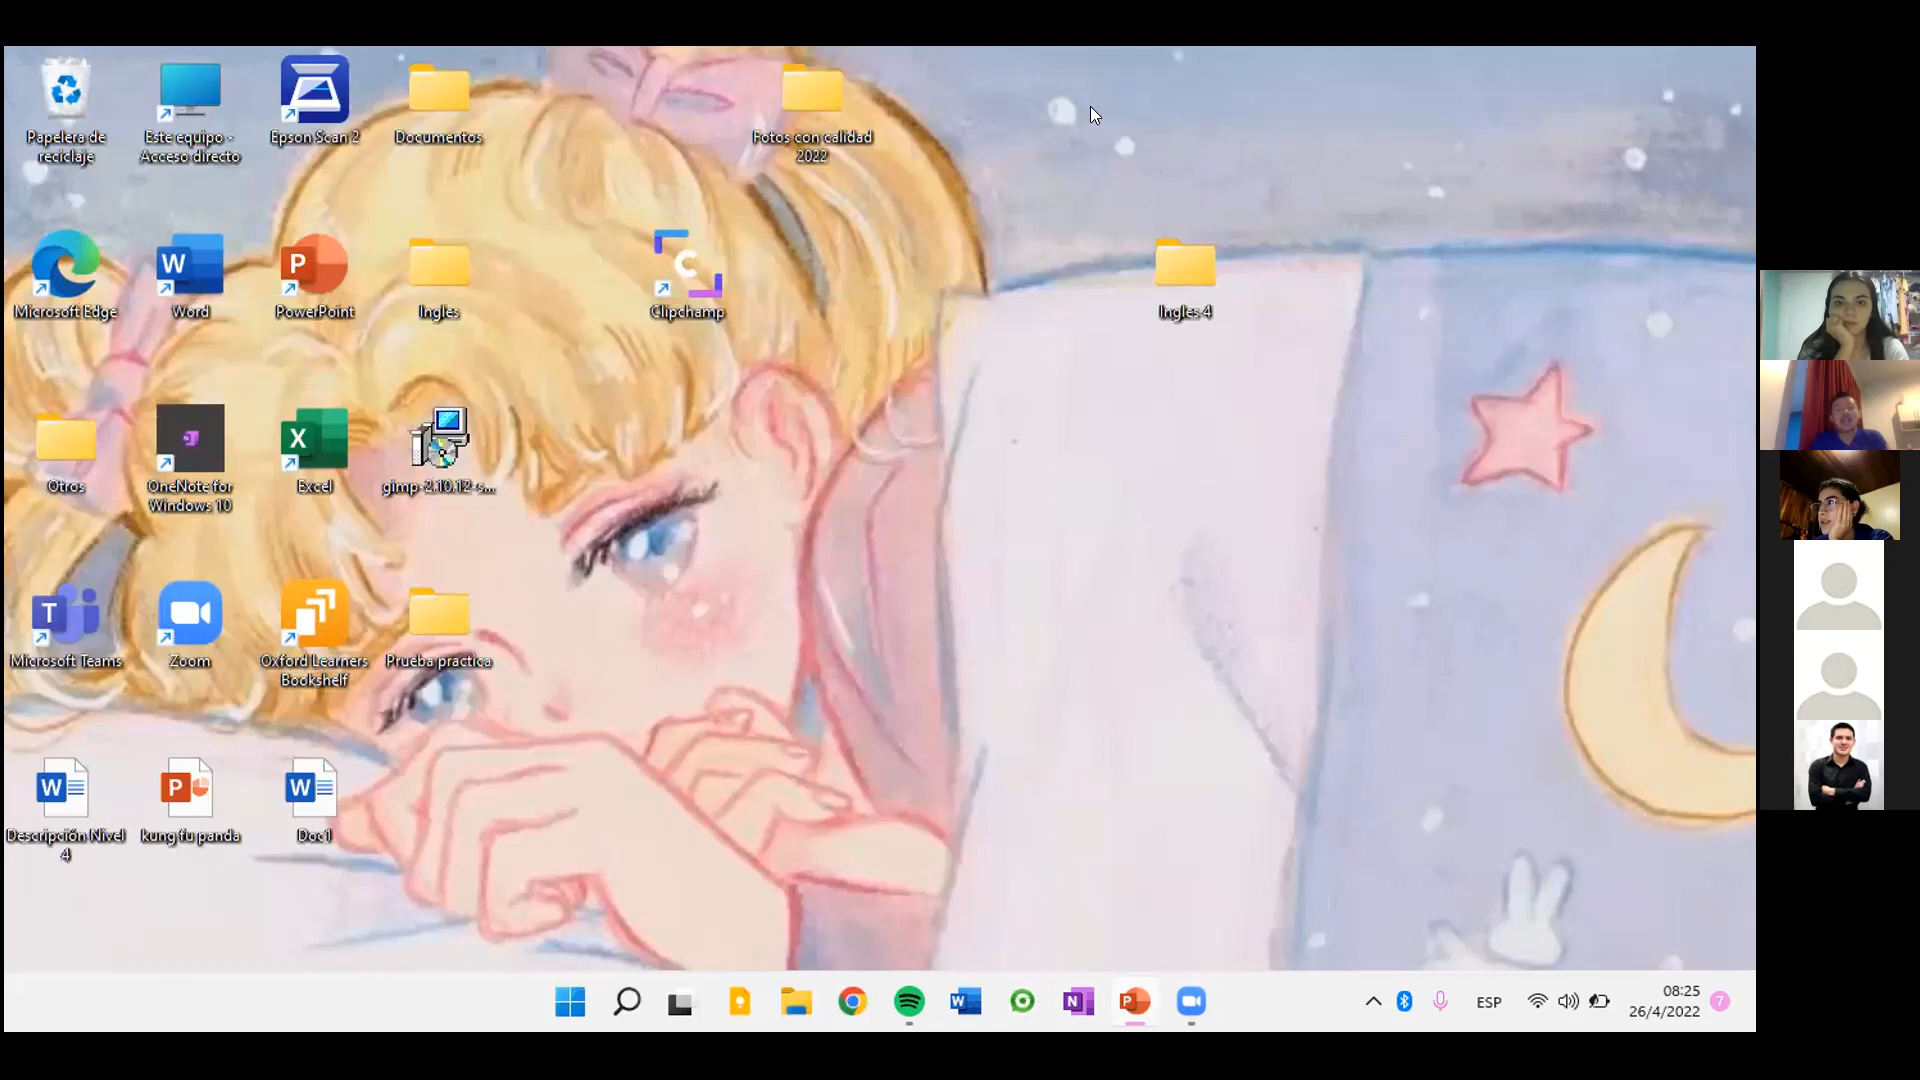 Papelera de
reciclaje
Este equipo -
Acceso directo
Epson Scan 2
Documentos
Fotos con calidad
2022
Microsoft Edge
Word
PowerPoint
Ingles
Clipchamp
Ingles 4
Otros
OneNote for
Windows 10
Excel
gimp-2.10.12-s...
Microsoft Teams
Zoom
Oxford Learners
Bookshelf
Prueba practica
Descripción Nivel
4
kung fu panda
Doc1
ESP
08:25
26/4/2022
7